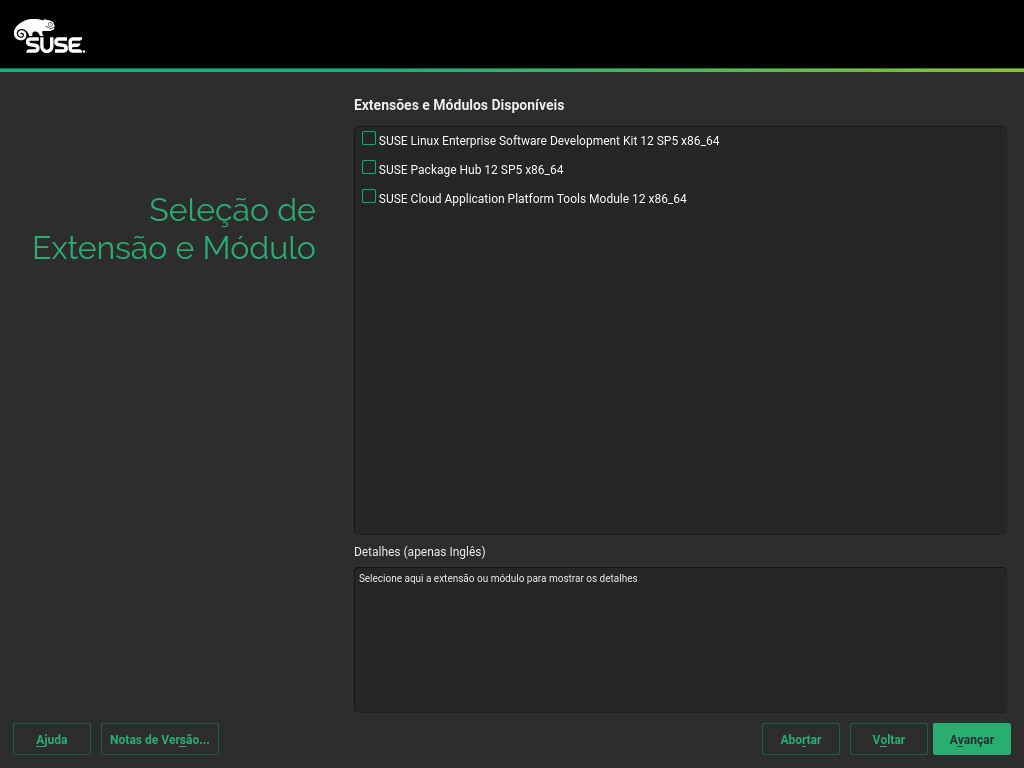 SUSE.
Extensões e Módulos Disponíveis
SUSE Linux Enterprise Software Development Kit 12 SP5 x86_64
SUSE Package Hub 12 SP5 x86_64
SUSE Cloud Application Platform Tools Module 12 x86_64
Seleção de
Extensão e Módulo
Detalhes (apenas Inglês)
Selecione aqui a extensão ou módulo para mostrar os detalhes
Ajuda
Notas de Versão...
Abortar
Voltar
Avançar